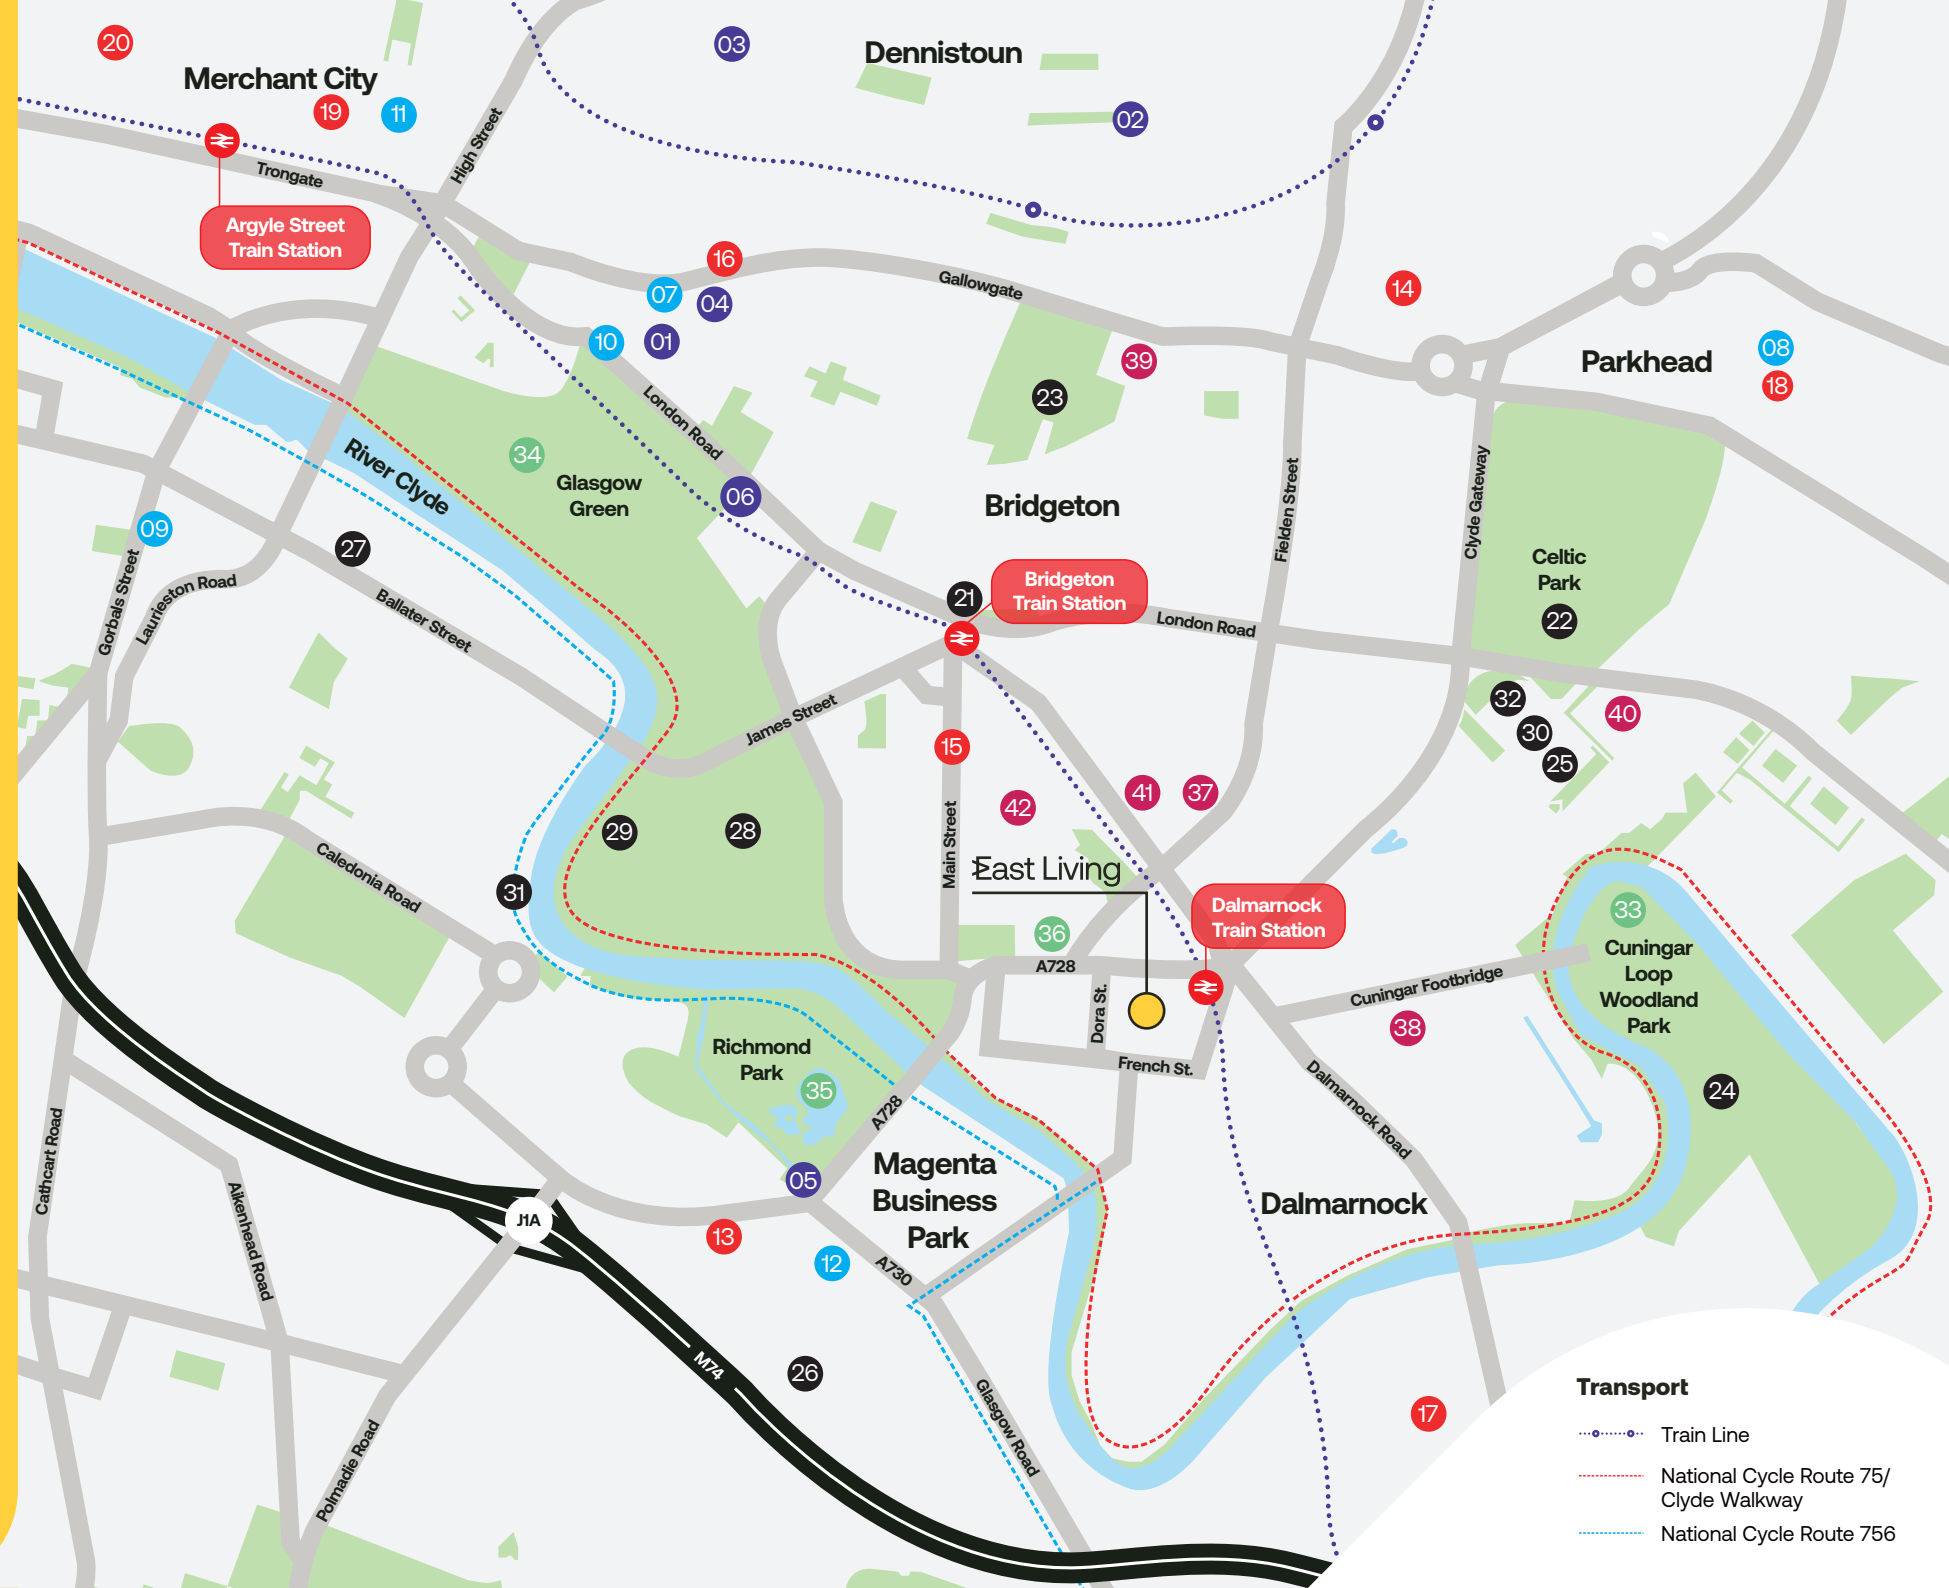 20
03
Dennistoun
Merchant City
19
11
02
High Street
Trongate
Argyle Street
Train Station
16
07
04
Gallowgate
14
10
01
39
Parkhead
08
18
23
London Road
River Clyde
34
Glasgow
Green
06
Bridgeton
Fielden Street
Clyde Gateway
09
27
Celtic
Park
22
Gorbals Street
Laurieston Road
Ballater Street
21
Bridgeton
Train Station
London Road
32
40
30
25
James Street
15
42
41
37
29
28
Main Street
East Living
Caledonia Road
31
36
A728
Dalmarnock
Train Station
33
Cuningar
Loop
Woodland
Park
Cuningar Footbridge
38
Dora St.
French St.
Richmond
Park
35
A728
24
Dalmarnock Road
Cathcart Road
Aikenhead Road
05
Magenta
Business
Park
Dalmarnock
J1A
13
12
A730
M74
26
Glasgow Road
17
Polmadie Road
Transport
Train Line
National Cycle Route 75/
Clyde Walkway
National Cycle Route 756